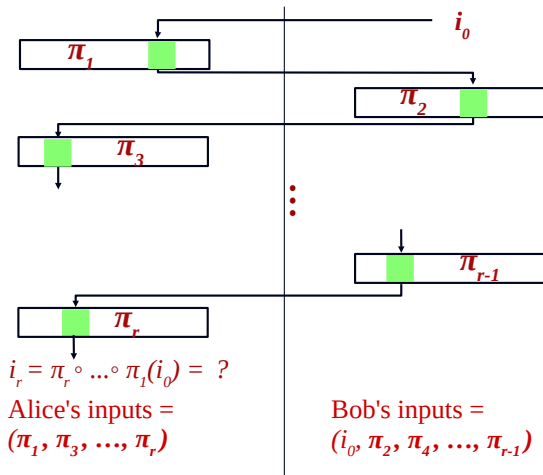 i₀
π₁
π₂
π₃
⋮
πᵣ₋₁
πᵣ
iᵣ = πᵣ ∘ ...∘ π₁(i₀) = ?
Alice's inputs =
(π₁, π₃, ..., πᵣ)
Bob's inputs =
(i₀, π₂, π₄, ..., πᵣ₋₁)